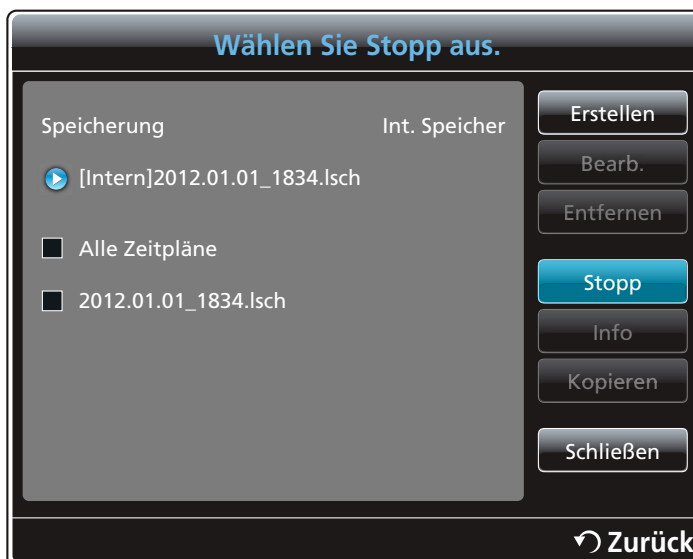 Wählen Sie Stopp aus.
Speicherung Int. Speicher
[Intern]2012.01.01_1834.lsch
Alle Zeitpläne
2012.01.01_1834.lsch
Erstellen
Bearb.
Entfernen
Stopp
Info
Kopieren
Schließen
Zurück